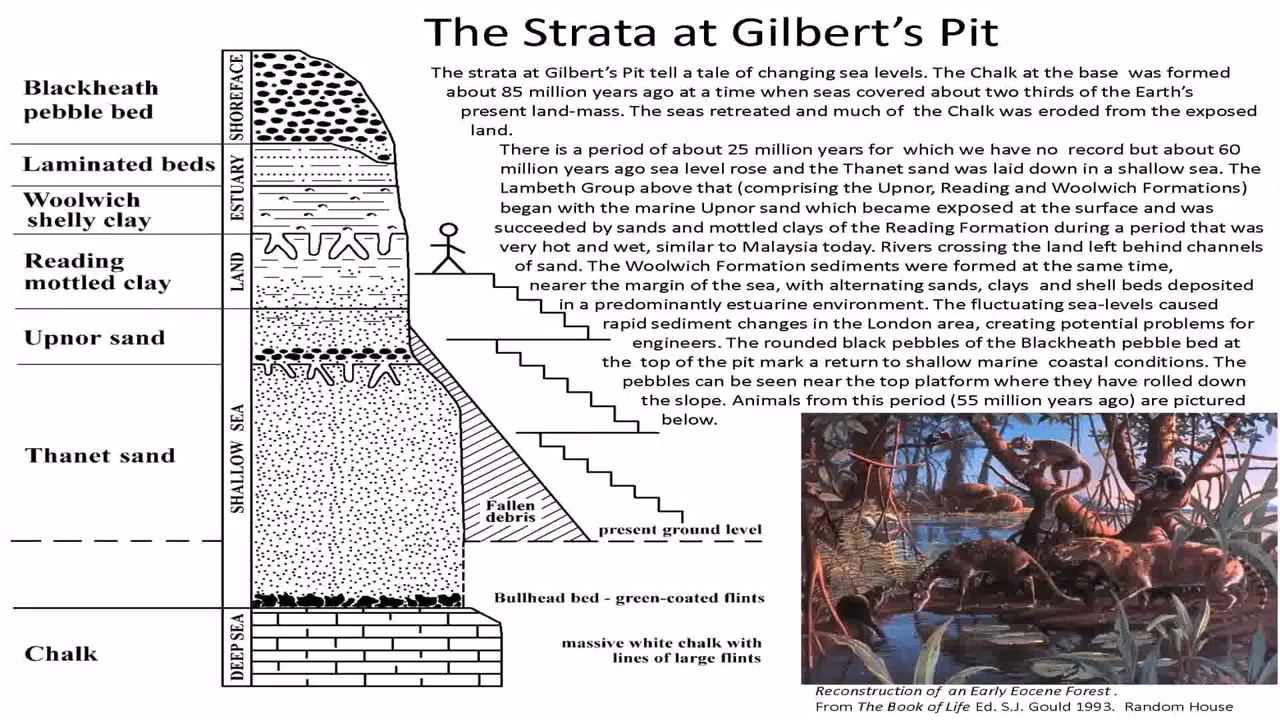 The Strata at Gilbert's Pit
The strata at Gilbert's Pit tell a tale of changing sea levels. The Chalk at the base was formed
about 85 million years ago at a time when seas covered about two thirds of the Earth's
present land-mass. The seas retreated and much of the Chalk was eroded from the exposed
land.
There is a period of about 25 million years for which we have no record but about 60
million years ago sea level rose and the Thanet sand was laid down in a shallow sea. The
Lambeth Group above that (comprising the Upnor, Reading and Woolwich Formations)
began with the marine Upnor sand which became exposed at the surface and was
succeeded by sands and mottled clays of the Reading Formation during a period that was
very hot and wet, similar to Malaysia today. Rivers crossing the land left behind channels
of sand. The Woolwich Formation sediments were formed at the same time,
nearer the margin of the sea, with alternating sands, clays and shell beds deposited
in a predominantly estuarine environment. The fluctuating sea-levels caused
rapid sediment changes in the London area, creating potential problems for
engineers. The rounded black pebbles of the Blackheath pebble bed at
the top of the pit mark a return to shallow marine coastal conditions. The
pebbles can be seen near the top platform where they have rolled down
the slope. Animals from this period (55 million years ago) are pictured
below.
Blackheath
pebble bed
Laminated beds
Woolwich
shelly clay
Reading
mottled clay
Upnor sand
Thanet sand
Chalk
SHOREFACE
ESTUARY
LAND
SHALLOW SEA
DEEP SEA
Fallen
debris
present ground level
Bullhead bed - green-coated flints
massive white chalk with
lines of large flints
Reconstruction of an Early Eocene Forest .
From The Book of Life Ed. S.J. Gould 1993. Random House